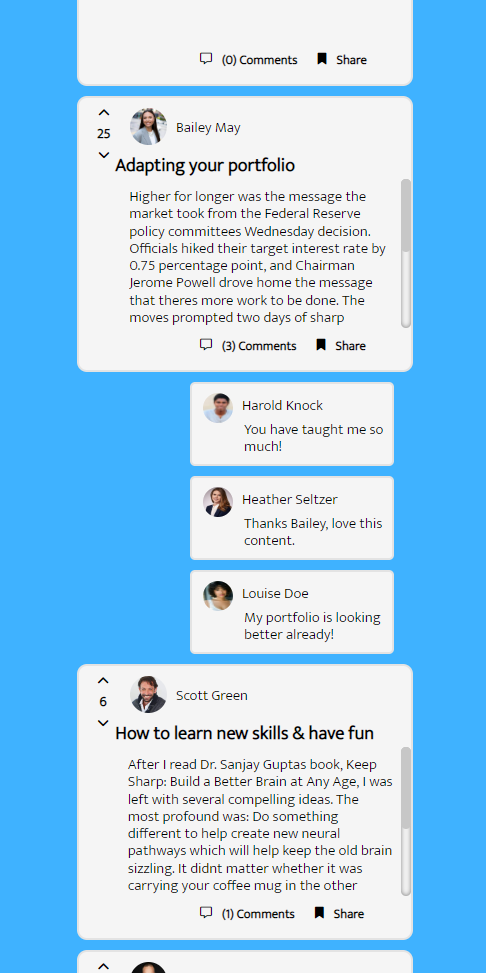 (0) Comments Share
25
Bailey May
Adapting your portfolio
Higher for longer was the message the
market took from the Federal Reserve
policy committees Wednesday decision.
Officials hiked their target interest rate by
0.75 percentage point, and Chairman
Jerome Powell drove home the message
that theres more work to be done. The
moves prompted two days of sharp
(3) Comments Share
Harold Knock
You have taught me so
much!
Heather Seltzer
Thanks Bailey, love this
content.
Louise Doe
My portfolio is looking
better already!
6
Scott Green
How to learn new skills & have fun
After I read Dr. Sanjay Guptas book, Keep
Sharp: Build a Better Brain at Any Age, I was
left with several compelling ideas. The
most profound was: Do something
different to help create new neural
pathways which will help keep the old brain
sizzling. It didnt matter whether it was
carrying your coffee mug in the other
(1) Comments Share